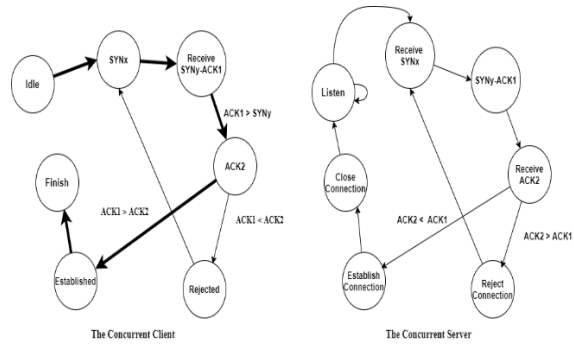 SYNx
Receive
SYNy-ACK1
Idle
ACK1 > SYNy
ACK2
Finish
ACK1 > ACK2
ACK1 < ACK2
Established
Rejected
The Concurrent Client
Receive
SYNx
SYNy-ACK1
Listen
Receive
ACK2
Close
Connection
ACK2 < ACK1
ACK2 > ACK1
Establish
Connection
Reject
Connection
The Concurrent Server